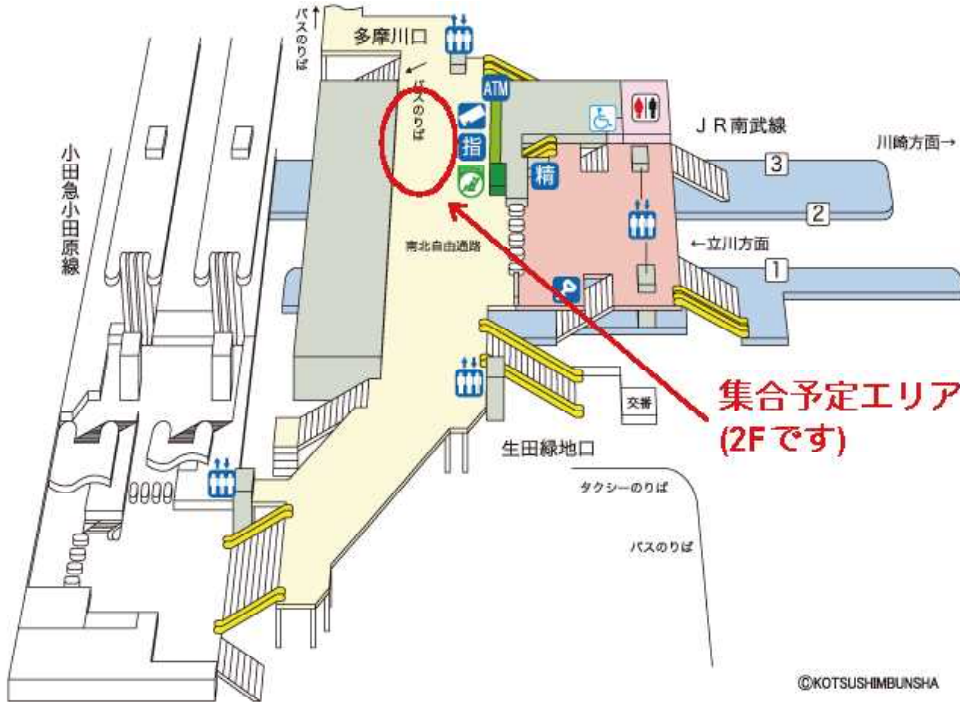 バスのりば
多摩川口
バスのりば
ATM
指
精
JR南武線
川崎方面→
3
2
←立川方面
1
小田急小田原線
南北自由通路
集合予定エリア
(2Fです)
交番
生田緑地口
タクシーのりば
バスのりば
©KOTSUSHIMBUNSHA